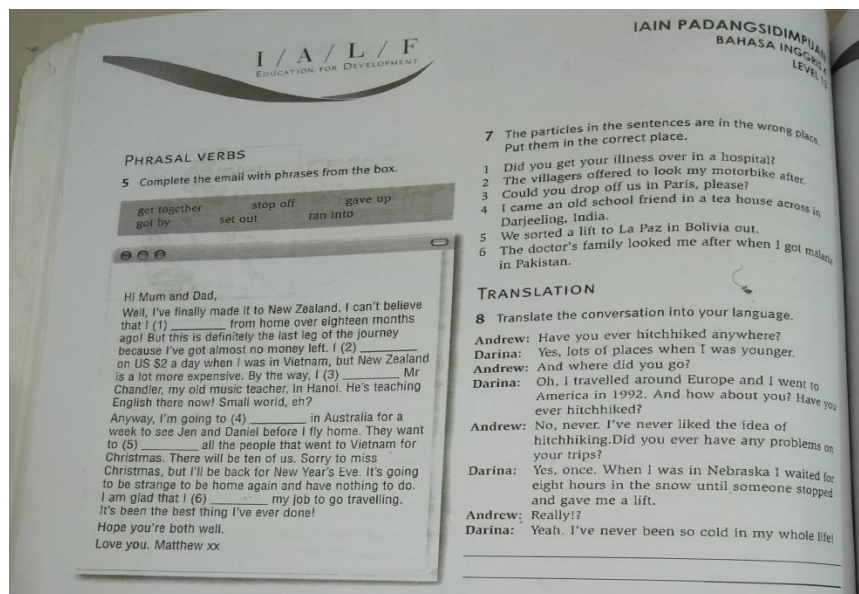 I / A / L / F
EDUCATION FOR DEVELOPMENT
IAIN PADANGSIDIMPUAN
BAHASA INGGRIS
LEVEL
PHRASAL VERBS
5 Complete the email with phrases from the box.
get together stop off gave up
got by set out ran into
Hi Mum and Dad,
Well, I've finally made it to New Zealand. I can't believe
that I (1) ________ from home over eighteen months
ago! But this is definitely the last leg of the journey
because I've got almost no money left. I (2) ________
on US $2 a day when I was in Vietnam, but New Zealand
is a lot more expensive. By the way, I (3) ________ Mr
Chandler, my old music teacher, in Hanoi. He's teaching
English there now! Small world, eh?
Anyway, I'm going to (4) ________ in Australia for a
week to see Jen and Daniel before I fly home. They want
to (5) ________ all the people that went to Vietnam for
Christmas. There will be ten of us. Sorry to miss
Christmas, but I'll be back for New Year's Eve. It's going
to be strange to be home again and have nothing to do.
I am glad that I (6) ________ my job to go travelling.
It's been the best thing I've ever done!
Hope you're both well.
Love you. Matthew xx
7 The particles in the sentences are in the wrong place.
Put them in the correct place.
1 Did you get your illness over in a hospital?
2 The villagers offered to look my motorbike after.
3 Could you drop off us in Paris, please?
4 I came an old school friend in a tea house across in
Darjeeling, India.
5 We sorted a lift to La Paz in Bolivia out.
6 The doctor's family looked me after when I got malaria
in Pakistan.
TRANSLATION
8 Translate the conversation into your language.
Andrew: Have you ever hitchhiked anywhere?
Darina: Yes, lots of places when I was younger.
Andrew: And where did you go?
Darina: Oh, I travelled around Europe and I went to
America in 1992. And how about you? Have you
ever hitchhiked?
Andrew: No, never. I've never liked the idea of
hitchhiking.Did you ever have any problems on
your trips?
Darina: Yes, once. When I was in Nebraska I waited for
eight hours in the snow until someone stopped
and gave me a lift.
Andrew: Really!?
Darina: Yeah. I've never been so cold in my whole life!